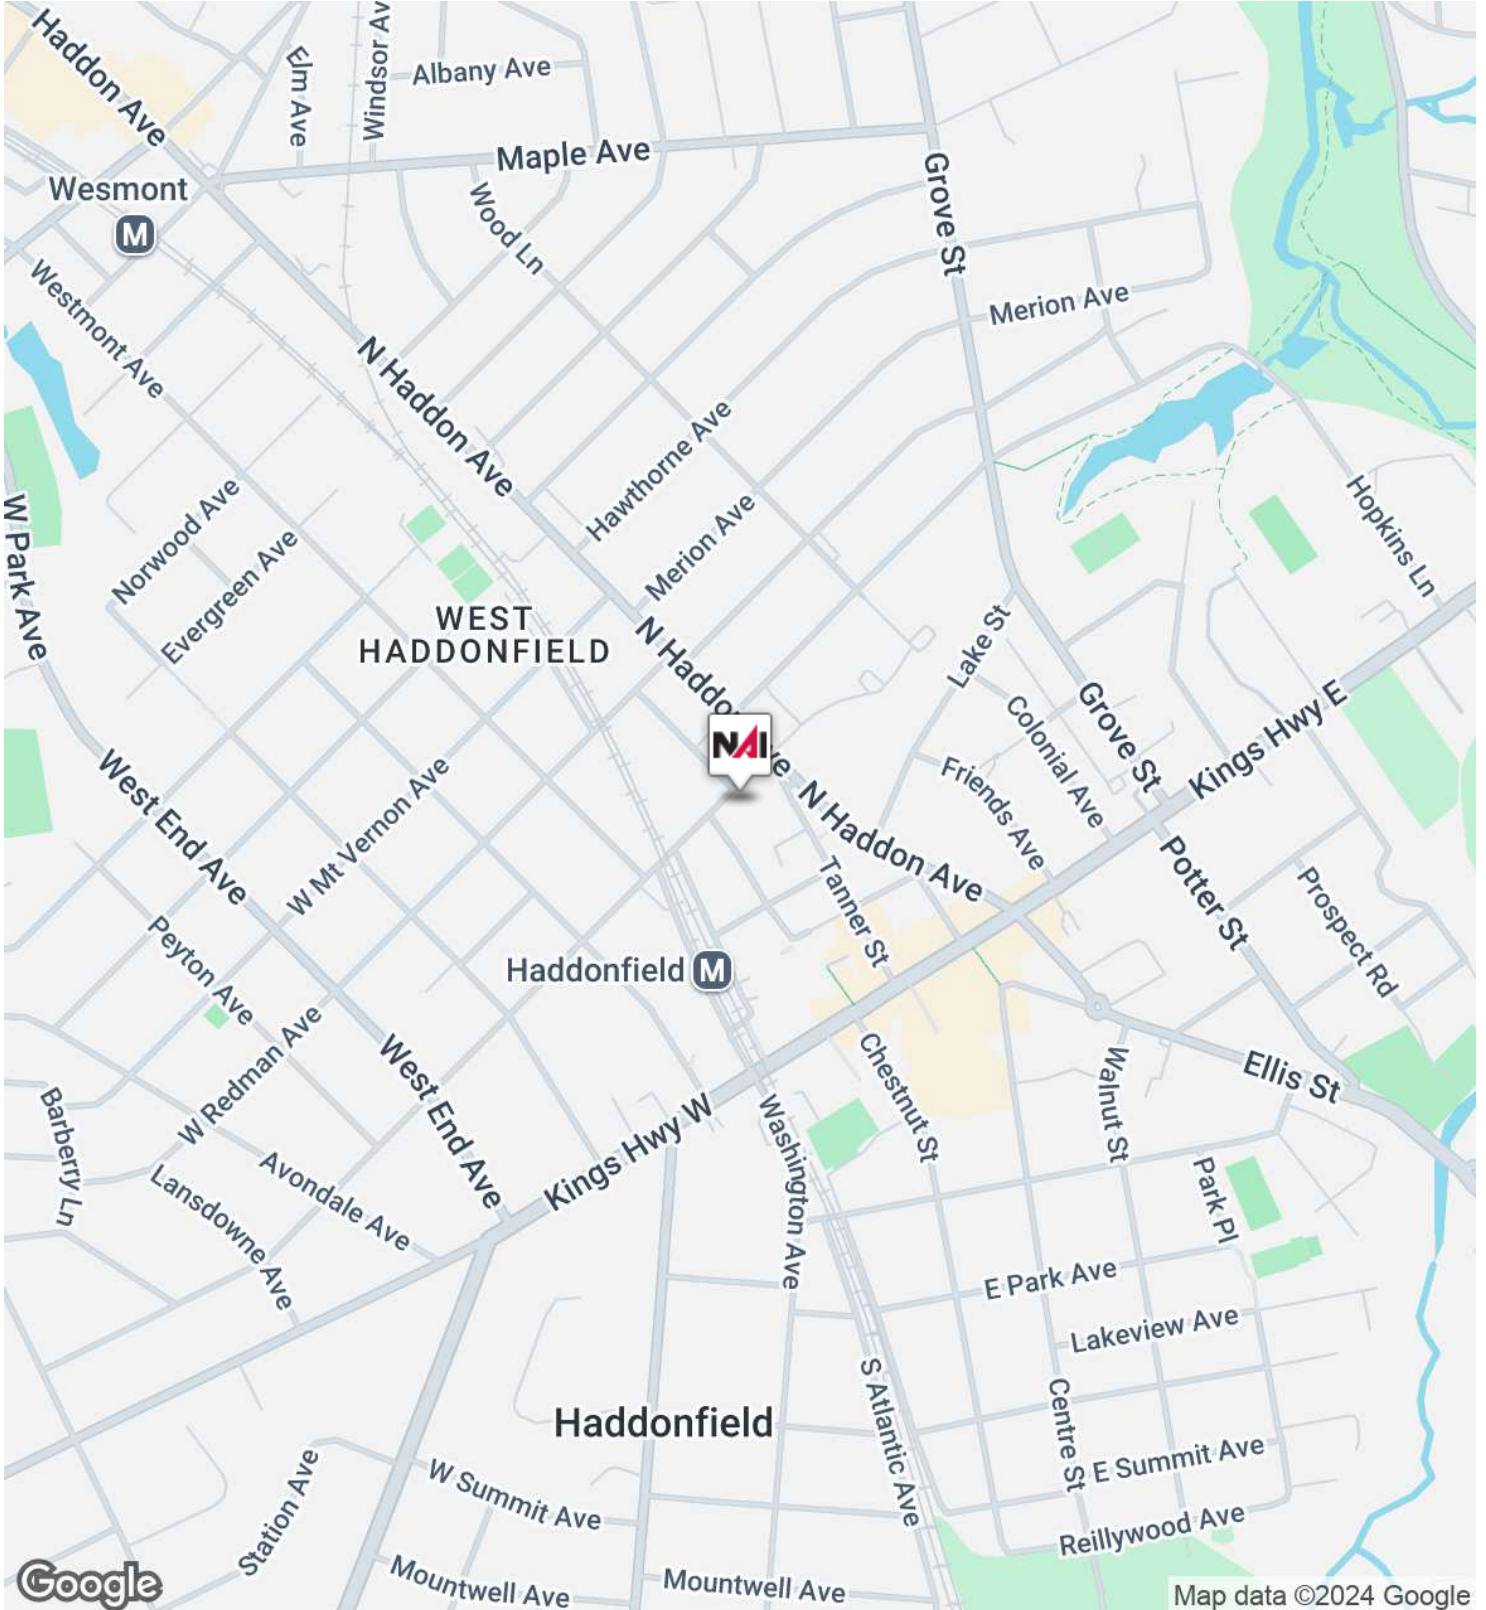 Haddon Ave
Elm Ave
Windsor Av
Albany Ave
Maple Ave
Wesmont
M
Wood Ln
Grove St
Westmont Ave
Merion Ave
N Haddon Ave
Hawthorne Ave
Merion Ave
Norwood Ave
Evergreen Ave
W Park Ave
Hopkins Ln
WEST
HADDONFIELD
N Haddo
ve
NAI
Lake St
Colonial Ave
Grove St
Kings Hwy E
Friends Ave
N Haddon Ave
West End Ave
W Mt Vernon Ave
Tanner St
Potter St
Prospect Rd
Peyton Ave
Haddonfield
M
W Redman Ave
West End Ave
Chestnut St
Walnut St
Ellis St
Barberry Ln
Kings Hwy W
Washington Ave
Avondale Ave
Lansdowne Ave
Park Pl
E Park Ave
Lakeview Ave
Haddonfield
S Atlantic Ave
Centre St
E Summit Ave
Station Ave
W Summit Ave
Reillywood Ave
Mountwell Ave
Mountwell Ave
Google
Map data ©2024 Google